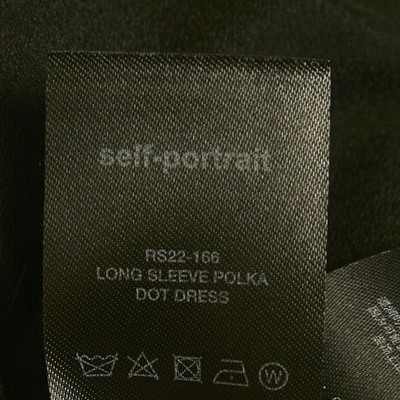 self-portrait
RS22-166
LONG SLEEVE POLKA
DOT DRESS
W